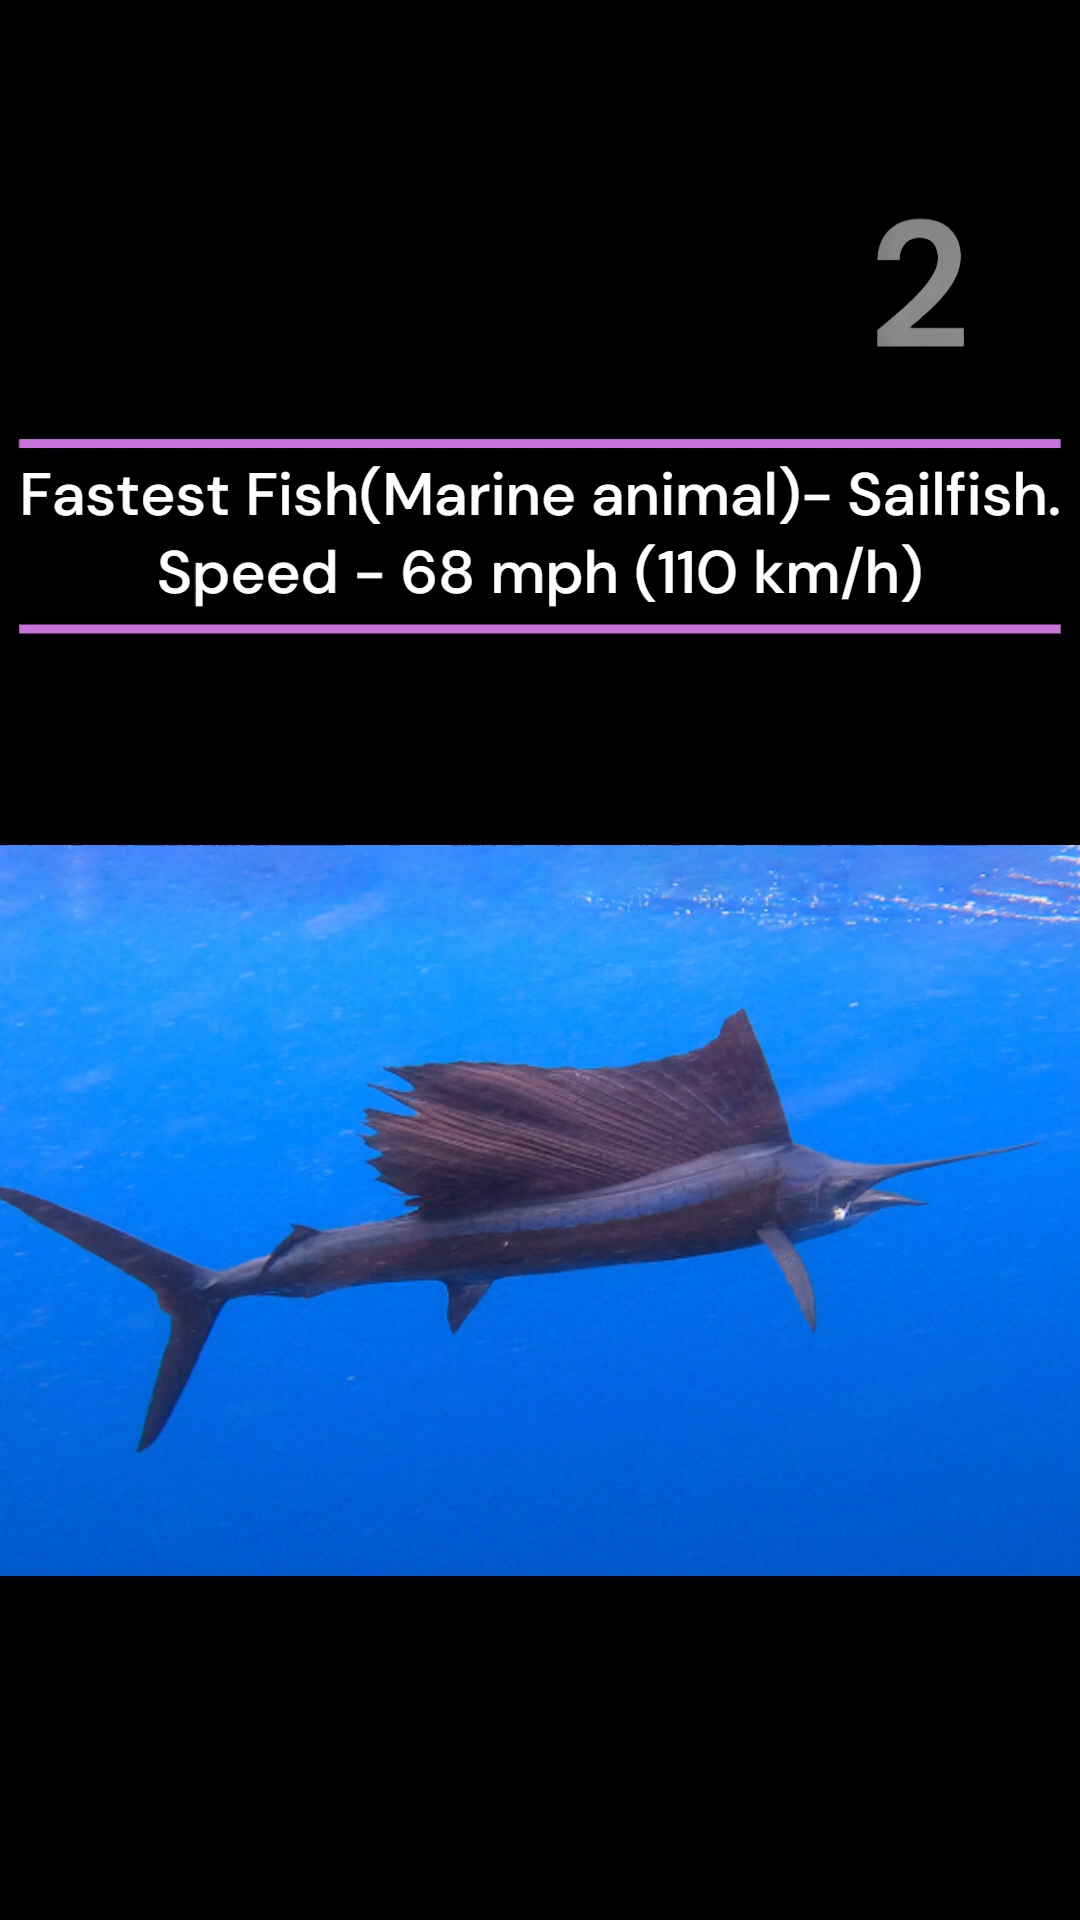 2
Fastest Fish(Marine animal)- Sailfish.
Speed - 68 mph (110 km/h)